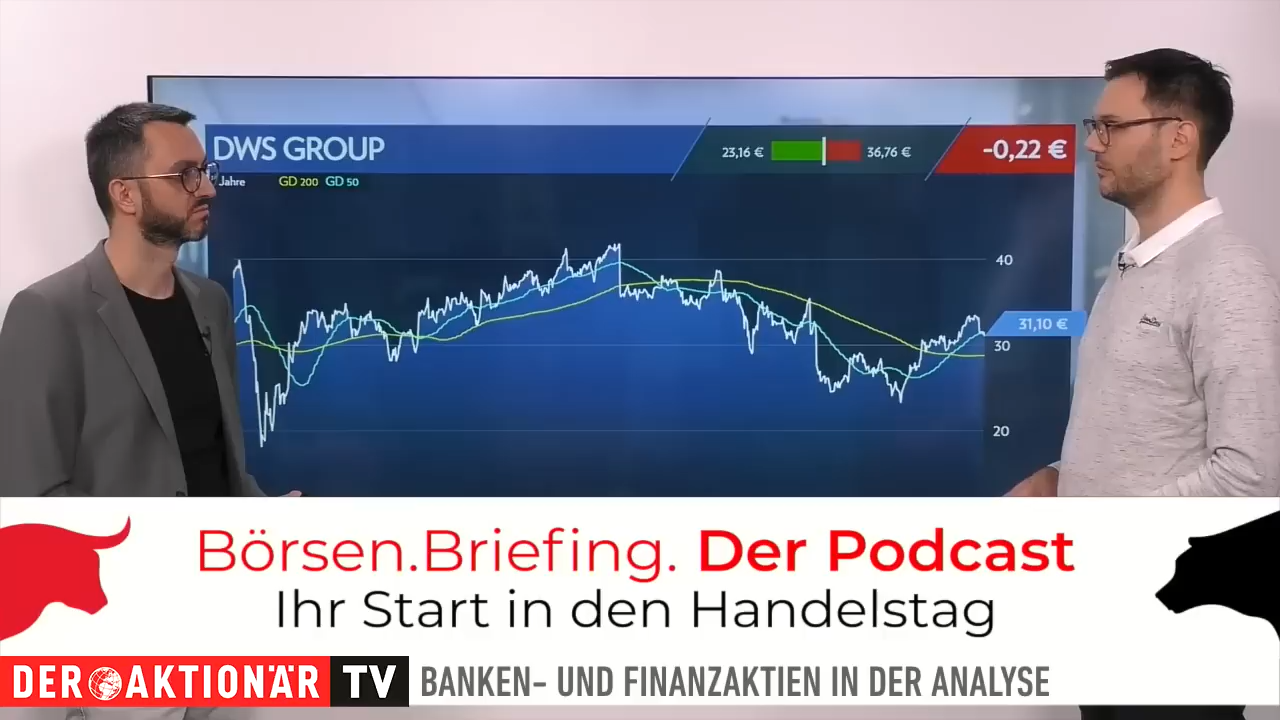 DWS GROUP
23,16 €
36,76 €
-0,22 €
Jahre GD 200 GD 50
40
31,10 €
30
20
Börsen.Briefing. Der Podcast
Ihr Start in den Handelstag
DER AKTIONÄR TV
BANKEN- UND FINANZAKTIEN IN DER ANALYSE